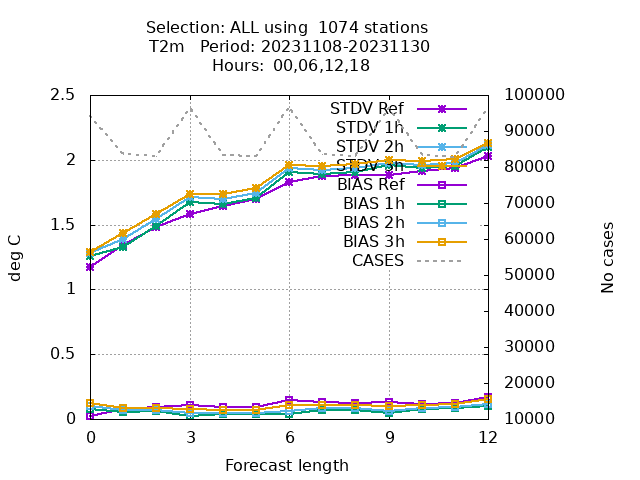 Selection: ALL using  1074 stations
T2m   Period: 20231108-20231130
Hours:  00,06,12,18
2.5
2
1.5
1
0.5
0
deg C
100000
90000
80000
70000
60000
50000
40000
30000
20000
10000
No cases
STDV Ref
STDV 1h
STDV 2h
STDV 3h
BIAS Ref
BIAS 1h
BIAS 2h
BIAS 3h
CASES
0 3 6 9 12
Forecast length